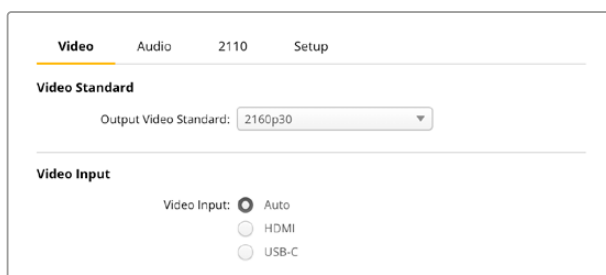 Video Audio 2110 Setup
Video Standard
Output Video Standard: 2160p30
Video Input
Video Input: Auto
HDMI
USB-C